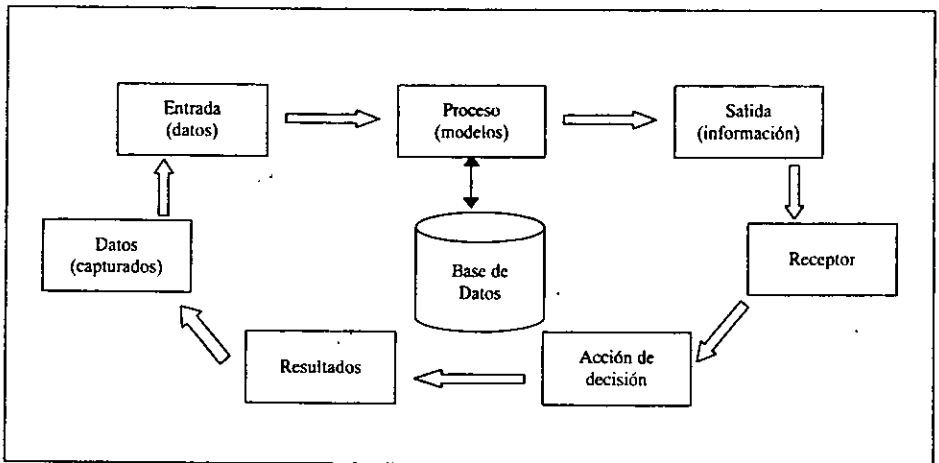 Entrada
(datos)
Proceso
(modelos)
Salida
(información)
Datos
(capturados)
Base de
Datos
Receptor
Resultados
Acción de
decisión